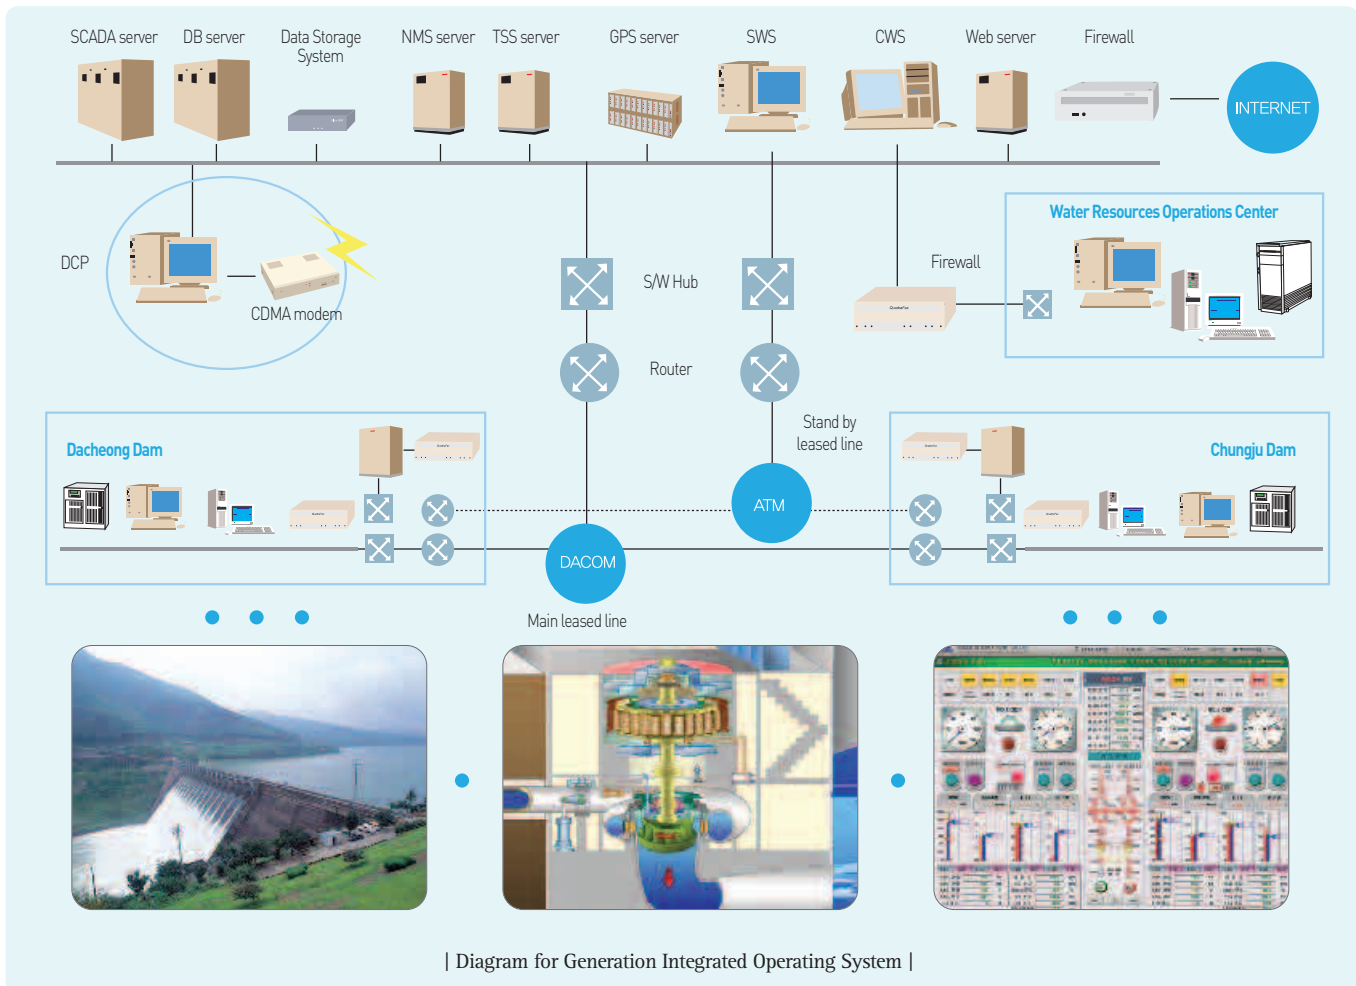 SCADA server
DB server
Data Storage
System
NMS server
TSS server
GPS server
SWS
CWS
Web server
Firewall
INTERNET
DCP
CDMA modem
S/W Hub
Router
Firewall
Water Resources Operations Center
Stand by
leased line
Dacheong Dam
Chungju Dam
ATM
DACOM
Main leased line
| Diagram for Generation Integrated Operating System |